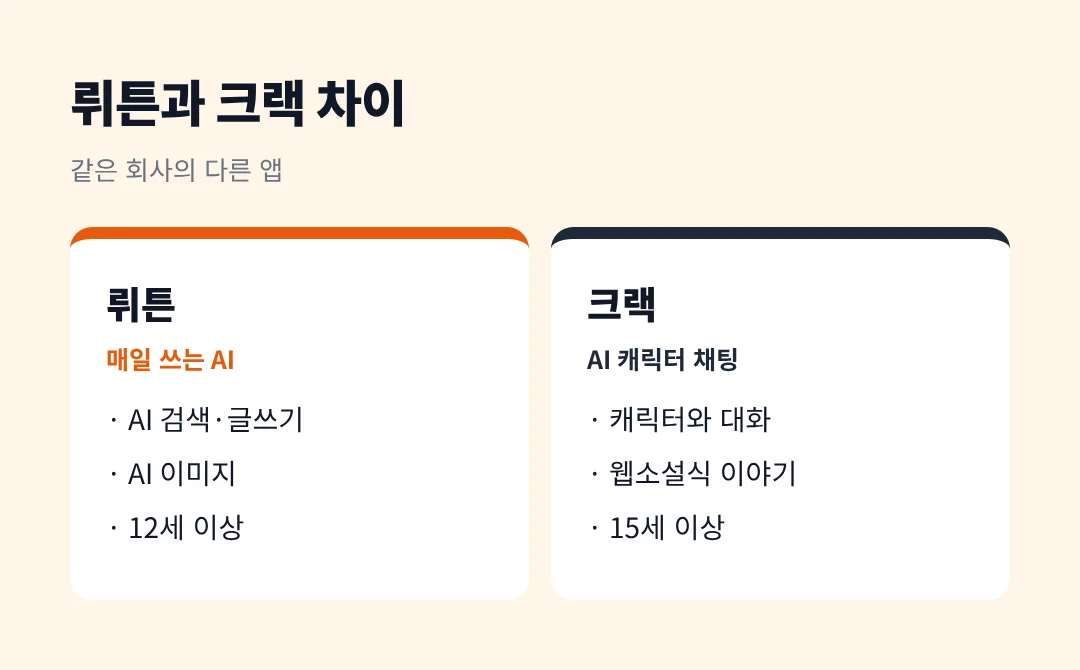 뤼튼과 크랙 차이
같은 회사의 다른 앱
뤼튼
매일 쓰는 AI
· AI 검색·글쓰기
· AI 이미지
· 12세 이상
크랙
AI 캐릭터 채팅
· 캐릭터와 대화
· 웹소설식 이야기
· 15세 이상